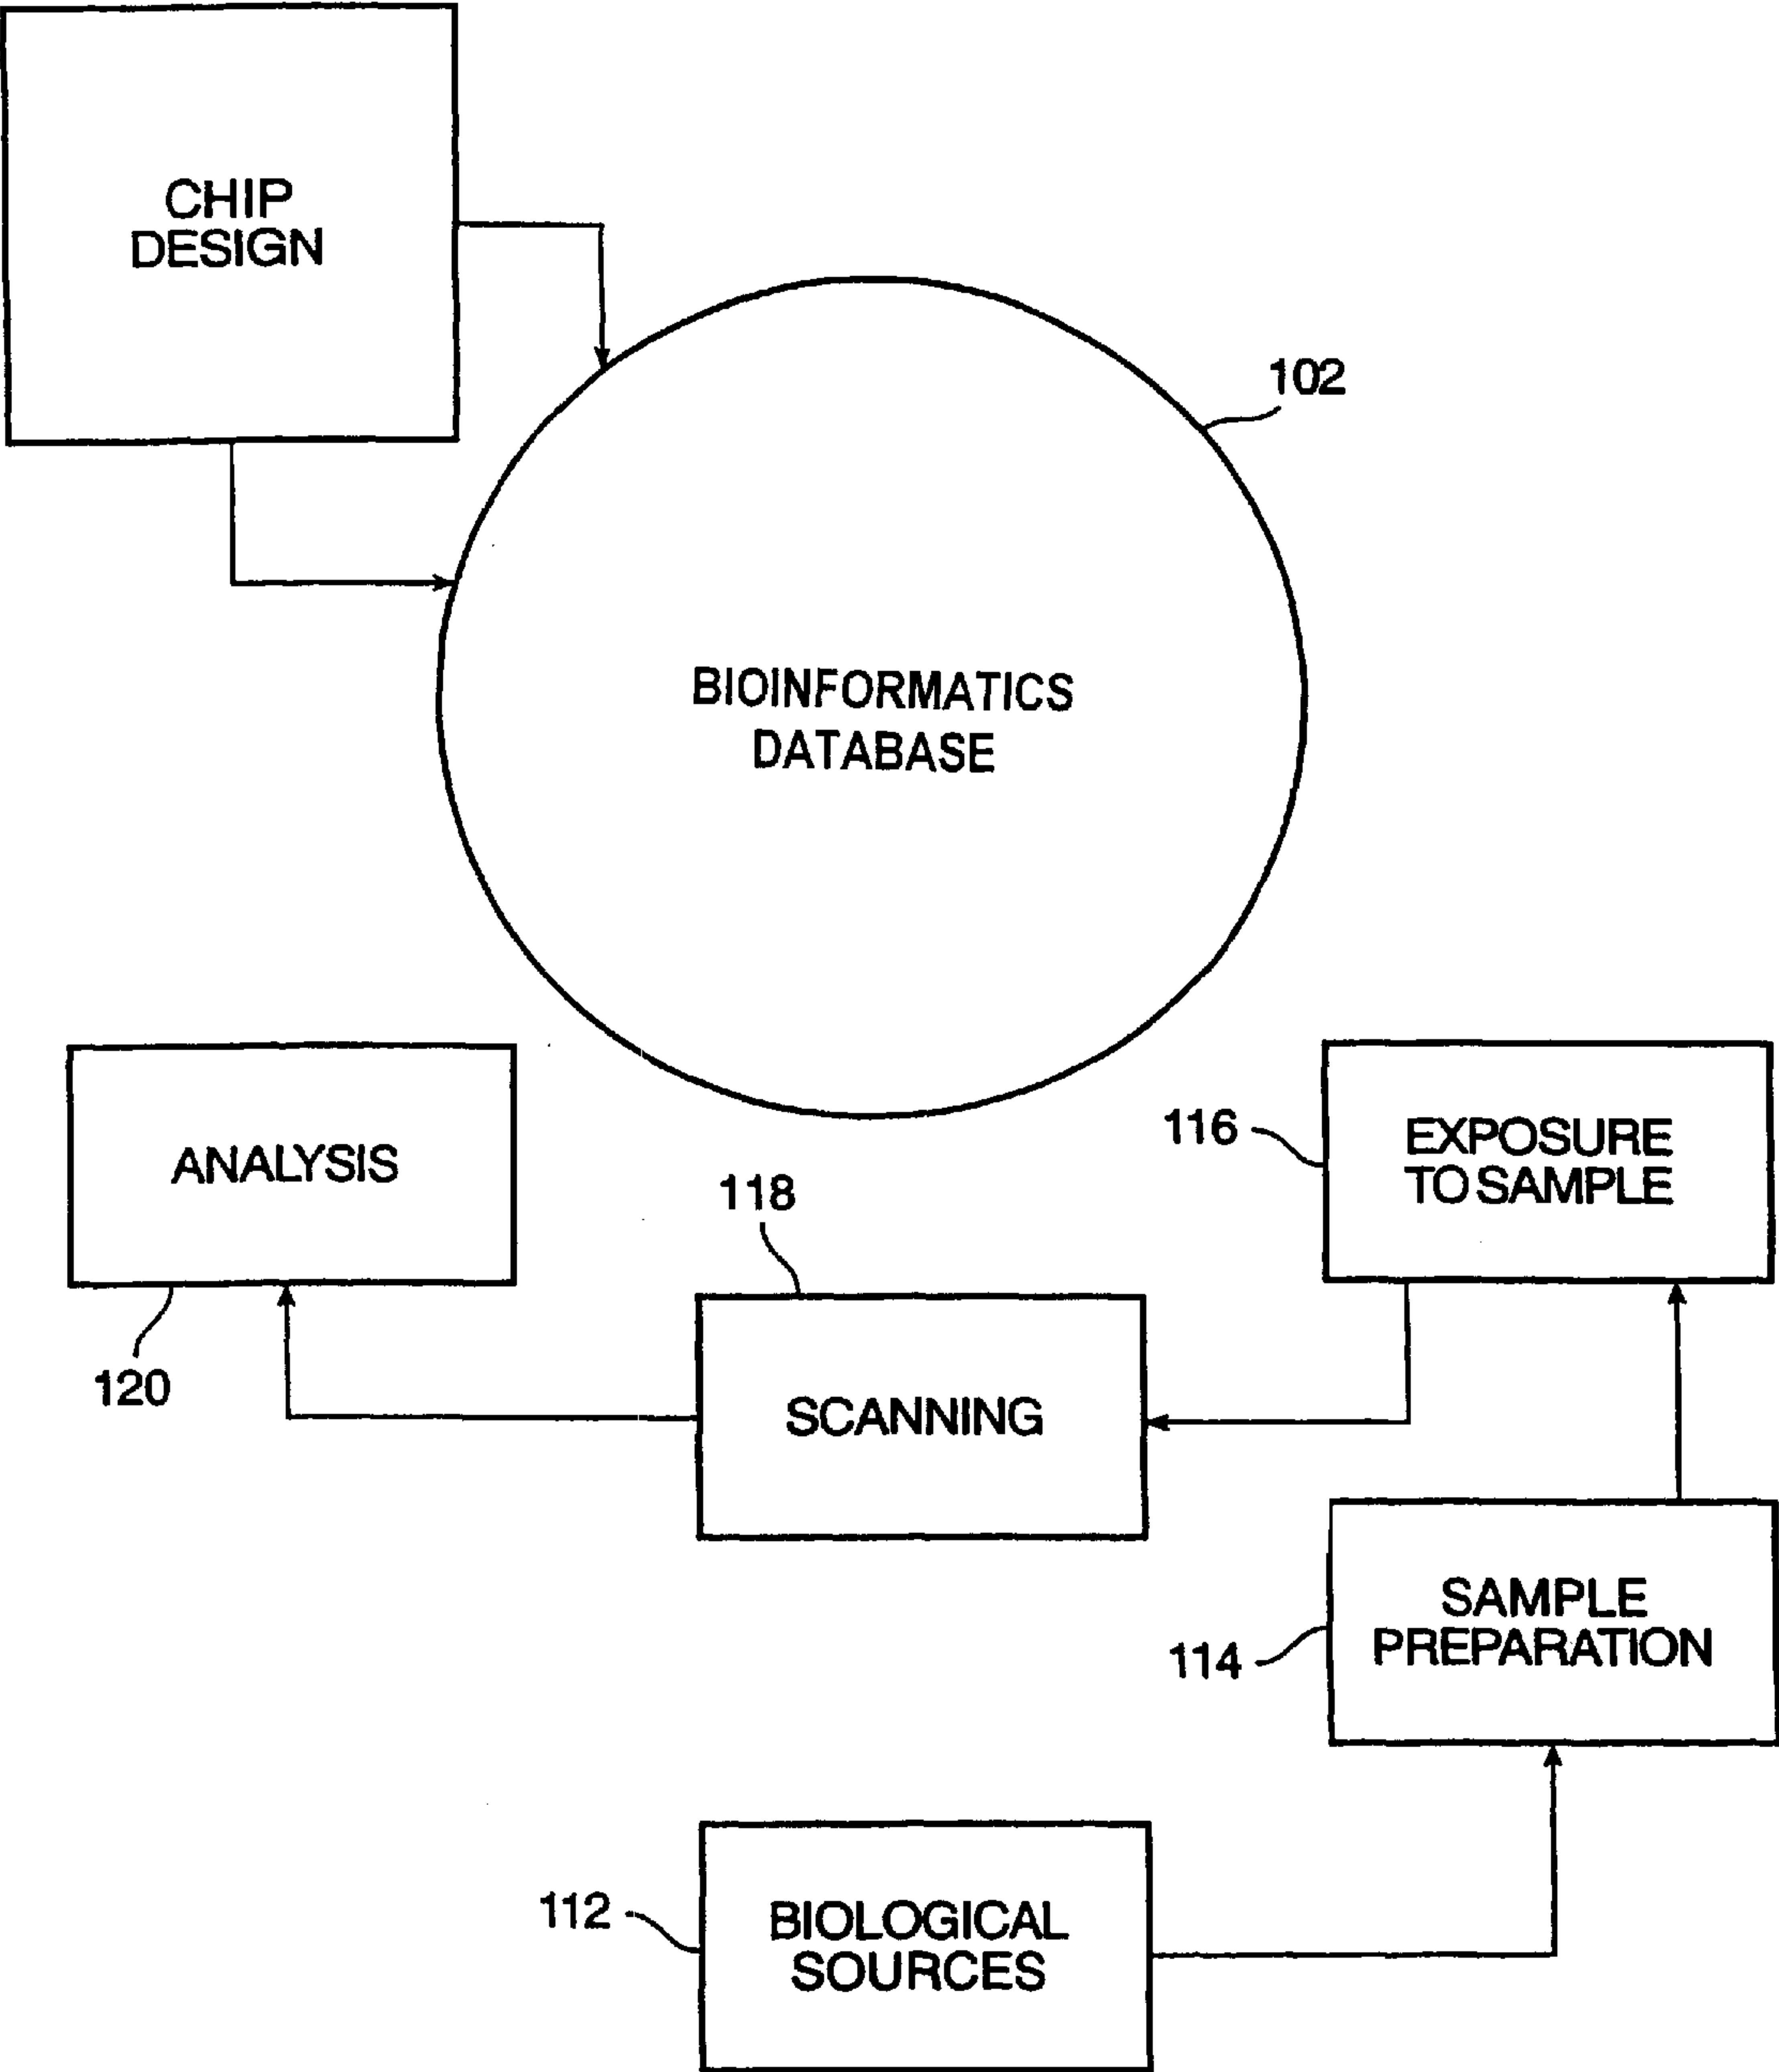 CHIP
DESIGN
102
BIOINFORMATICS
DATABASE
ANALYSIS
120
118
SCANNING
116
EXPOSURE
TO SAMPLE
114
SAMPLE
PREPARATION
112
BIOLOGICAL
SOURCES